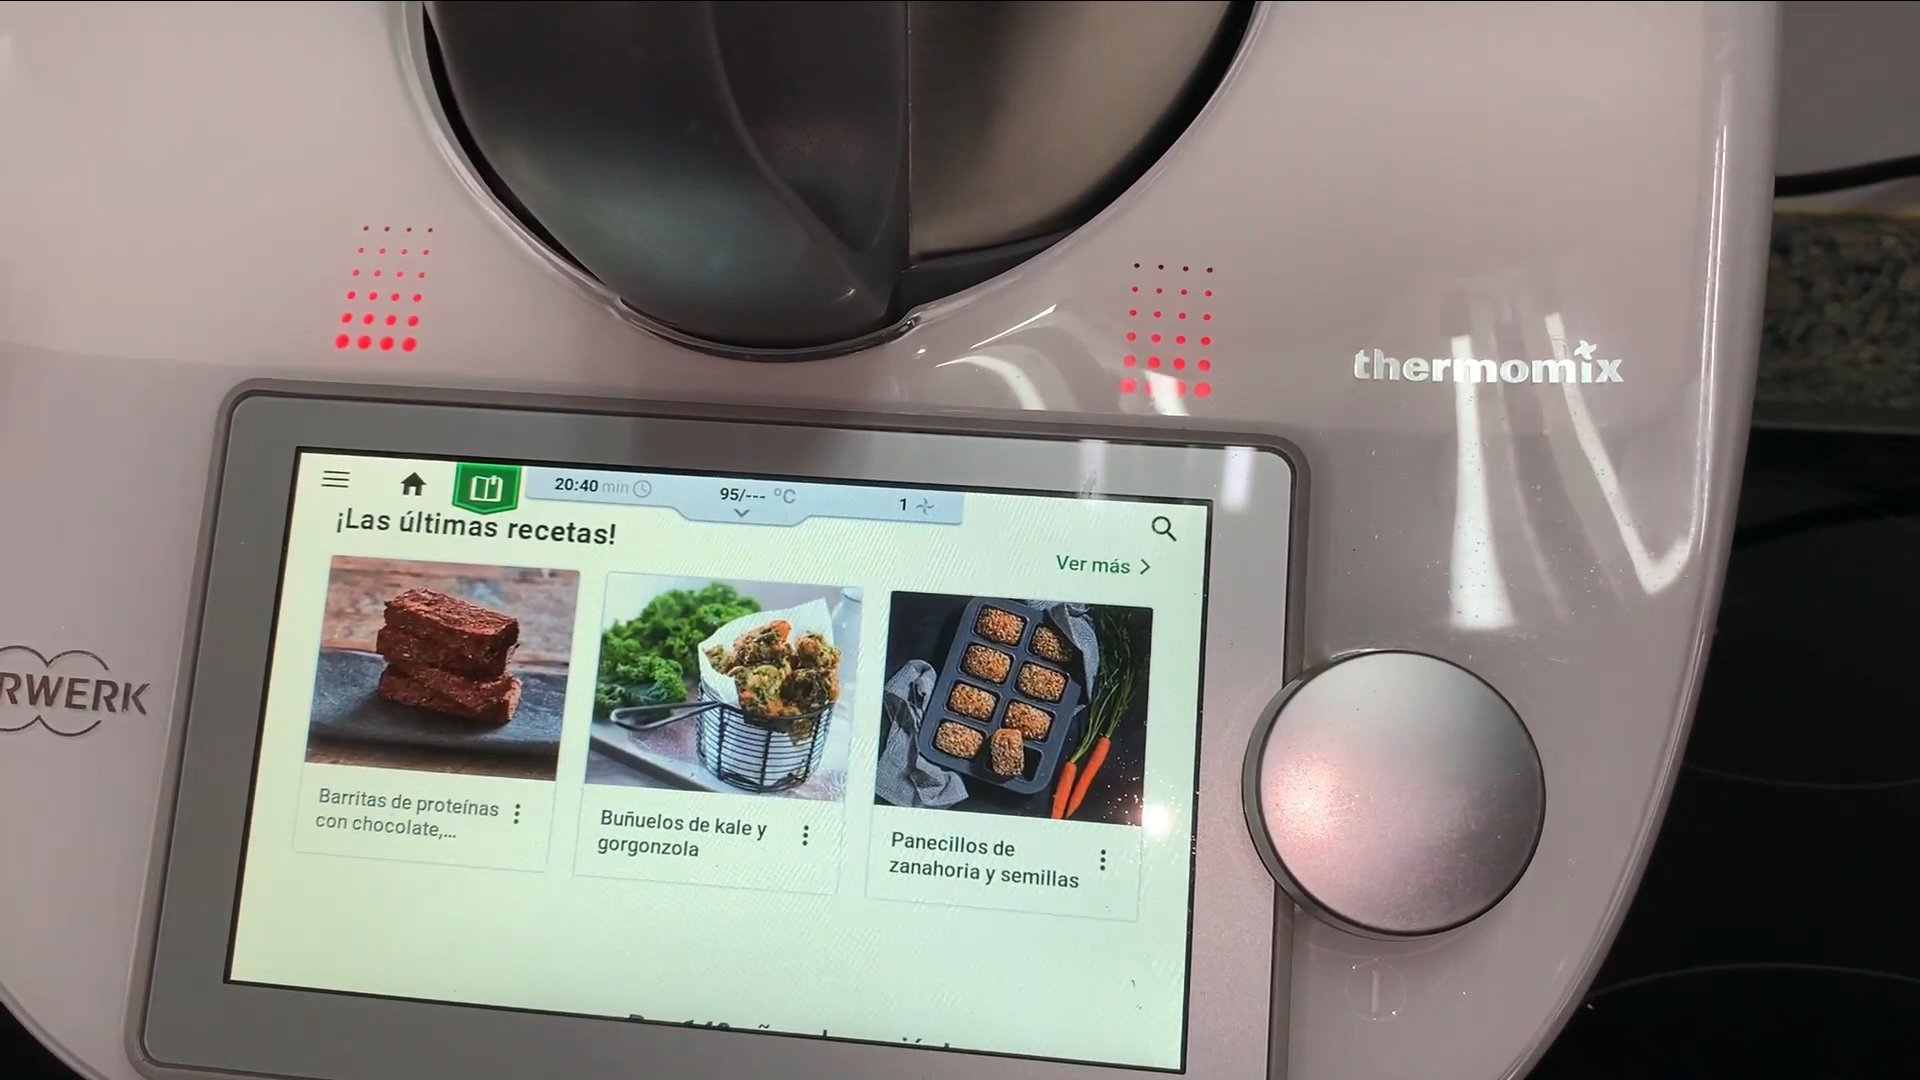 thermomix
20:40 min
95/--- °C
1
¡Las últimas recetas!
Ver más
RWERK
Barritas de proteínas
con chocolate,...
Buñuelos de kale y
gorgonzola
Panecillos de
zanahoria y semillas